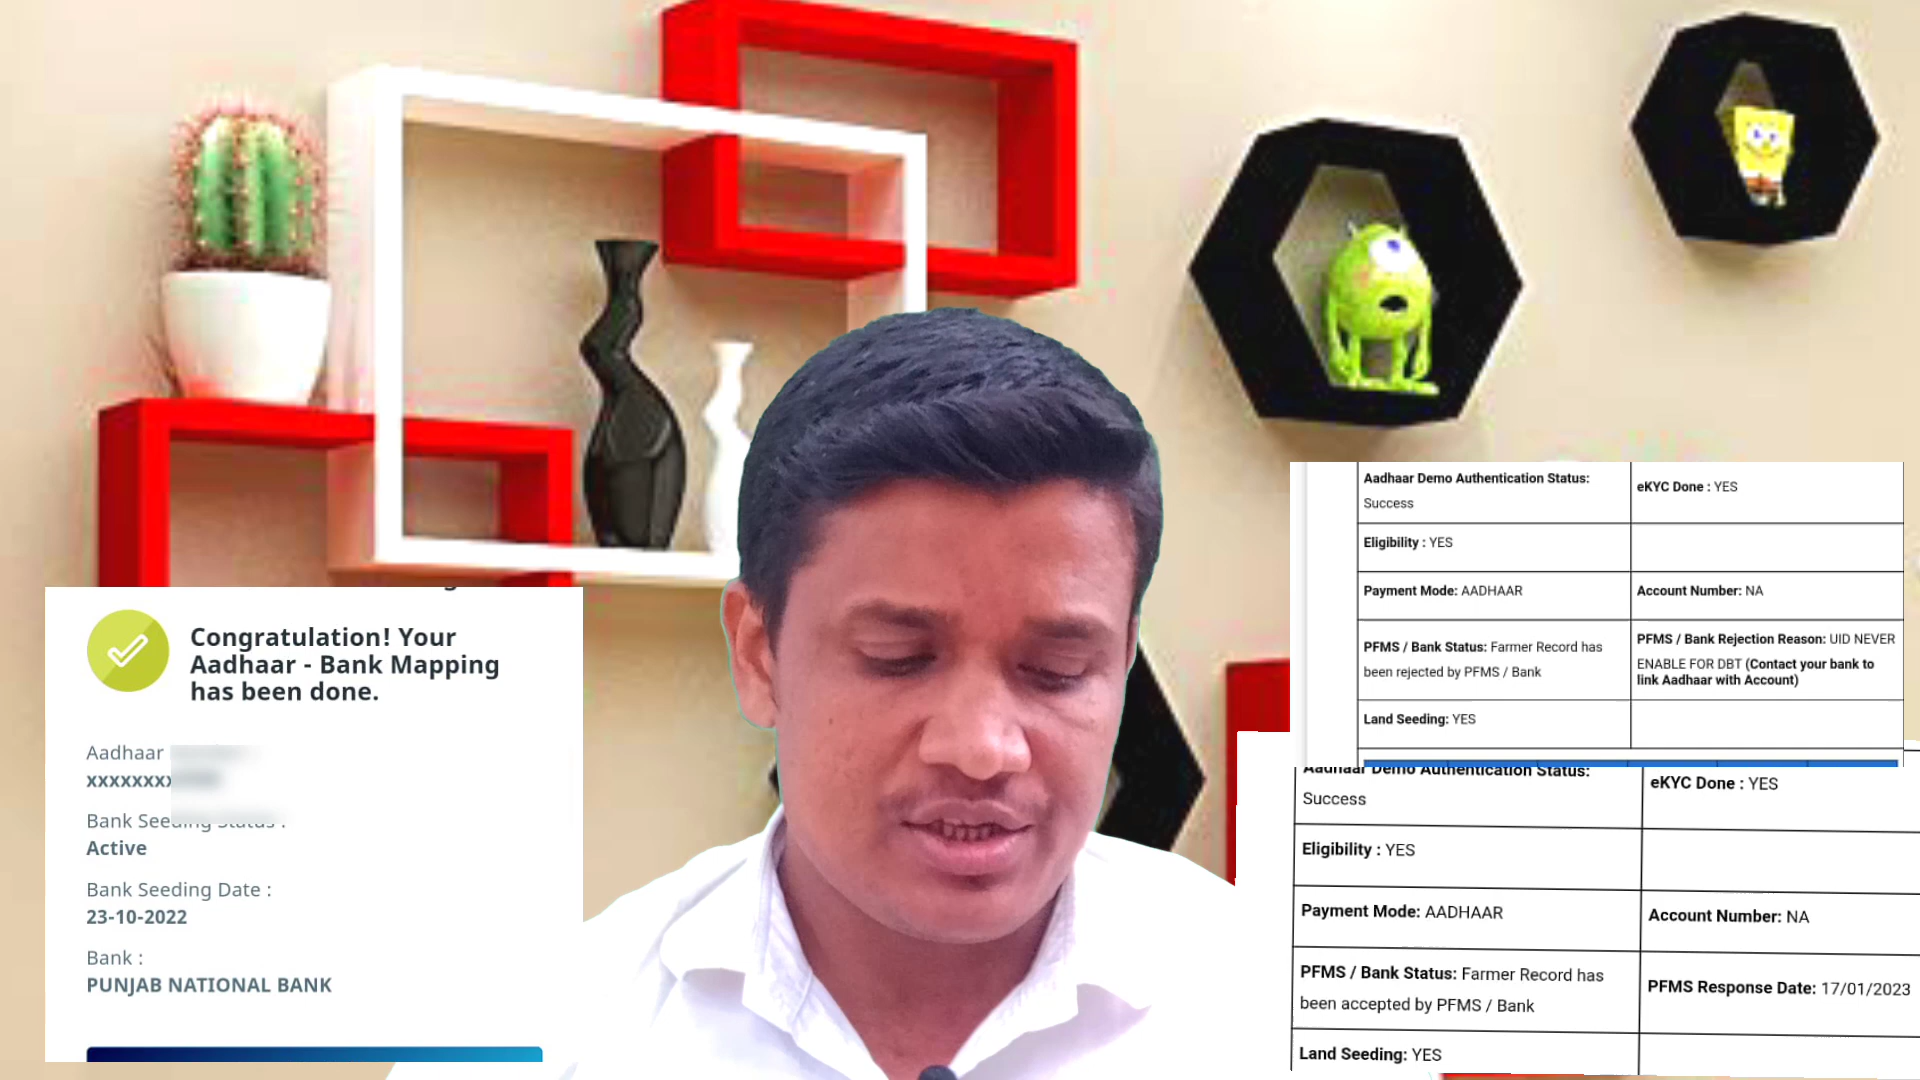 Congratulation! Your
Aadhaar - Bank Mapping
has been done.
Aadhaar
xxxxxxxx
Bank Seeding Status :
Active
Bank Seeding Date :
23-10-2022
Bank :
PUNJAB NATIONAL BANK
Aadhaar Demo Authentication Status:
Success
eKYC Done : YES
Eligibility : YES
Payment Mode: AADHAAR
Account Number: NA
PFMS / Bank Status: Farmer Record has
been rejected by PFMS / Bank
PFMS / Bank Rejection Reason: UID NEVER
ENABLE FOR DBT (Contact your bank to
link Aadhaar with Account)
Land Seeding: YES
Aadhaar Demo Authentication Status:
Success
eKYC Done : YES
Eligibility : YES
Payment Mode: AADHAAR
Account Number: NA
PFMS / Bank Status: Farmer Record has
been accepted by PFMS / Bank
PFMS Response Date: 17/01/2023
Land Seeding: YES